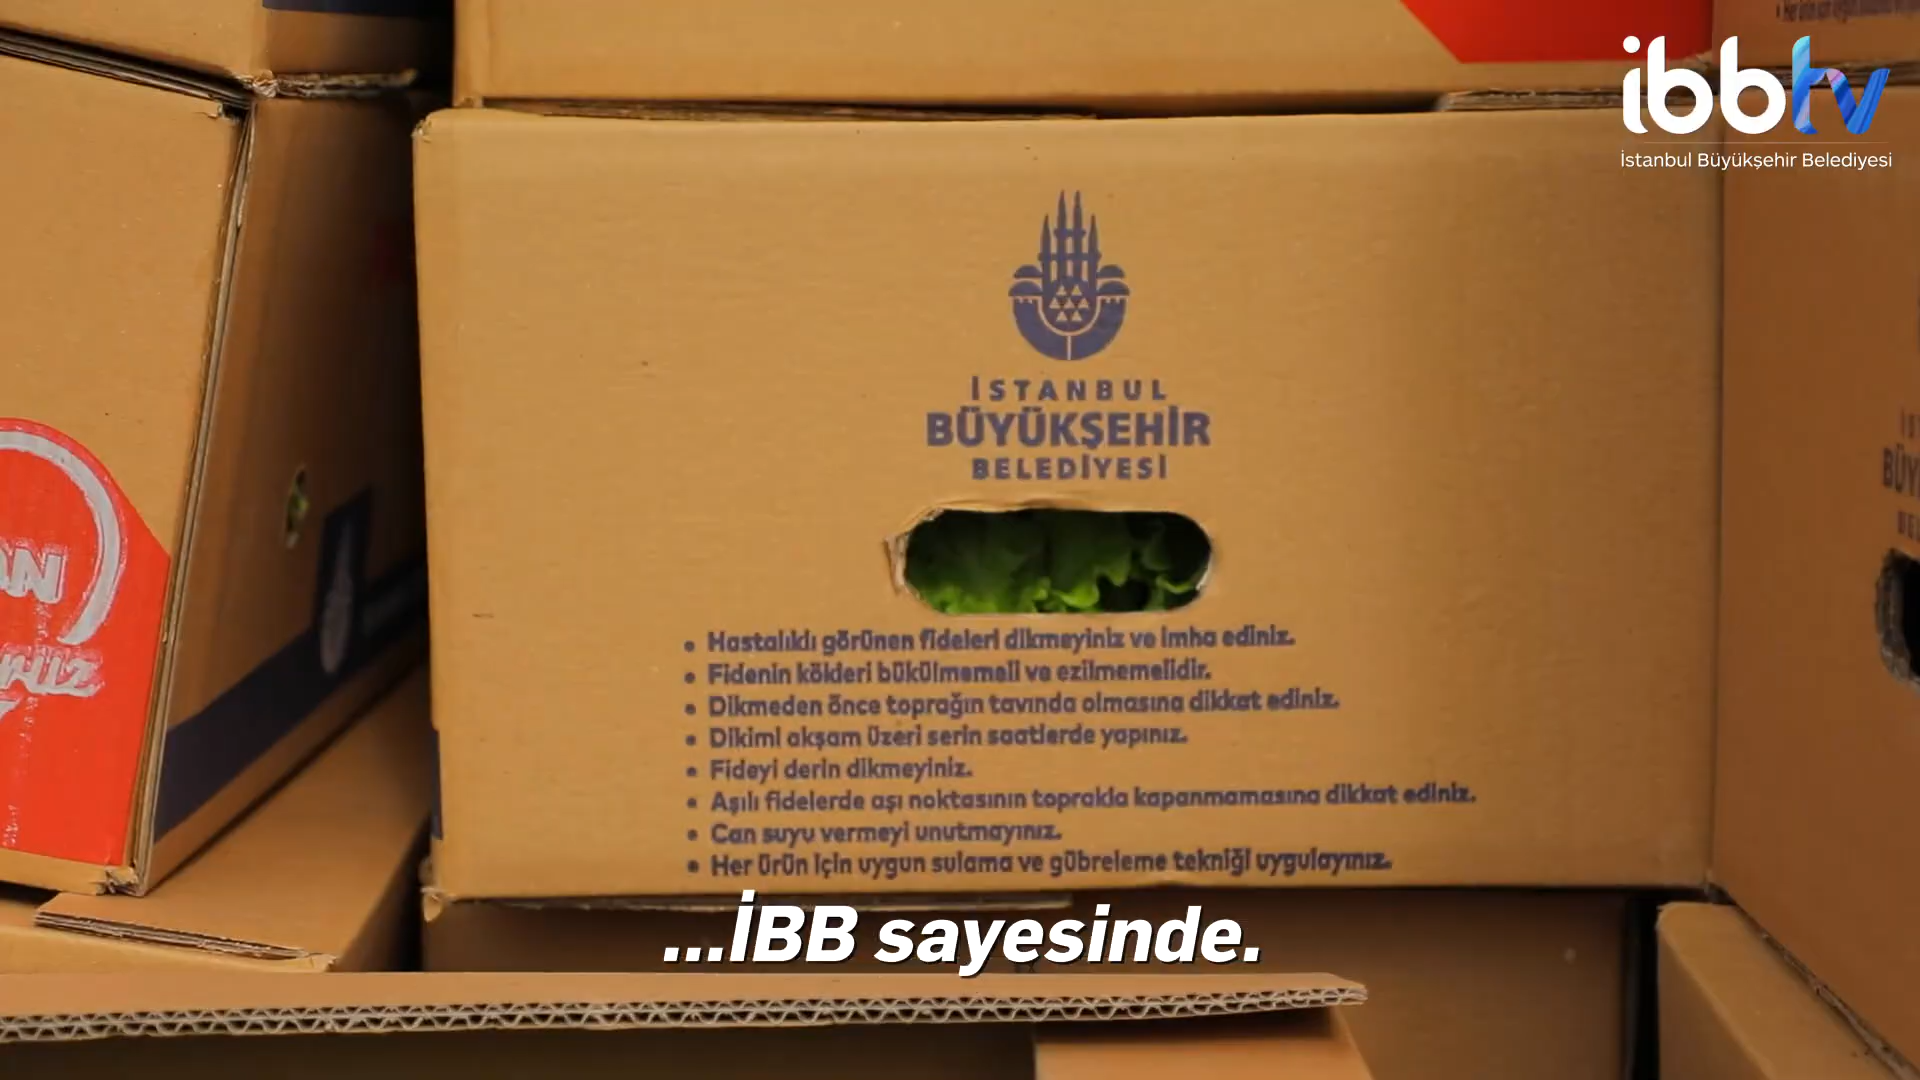 ibbtv
İstanbul Büyükşehir Belediyesi
İSTANBUL
BÜYÜKŞEHİR
BELEDİYESİ
• Hastalıklı görünen fideleri dikmeyiniz ve imha ediniz.
• Fidenin kökleri bükülmemeli ve ezilmemelidir.
• Dikmeden önce toprağın tavında olmasına dikkat ediniz.
• Dikimi akşam üzeri serin saatlerde yapınız.
• Fideyi derin dikmeyiniz.
• Aşılı fidelerde aşı noktasının toprakla kapanmamasına dikkat ediniz.
• Can suyu vermeyi unutmayınız.
• Her ürün için uygun sulama ve gübreleme tekniği uygulayınız.
...İBB sayesinde.